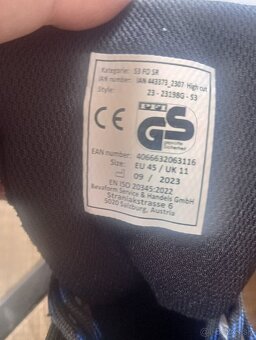 Kategorie: S3 FO SR
IAN number: IAN 443373_2307 High cut
Style: 23 - 23198G - S3
PFI
CE GS
geprüfte
Sicherheit
EAN number: 4066632063116
Size: EU 45 / UK 11
09 / 2023
EN ISO 20345:2022
Bevaform Service & Handels GmbH
Straniakstrasse 6
5020 Salzburg, Austria